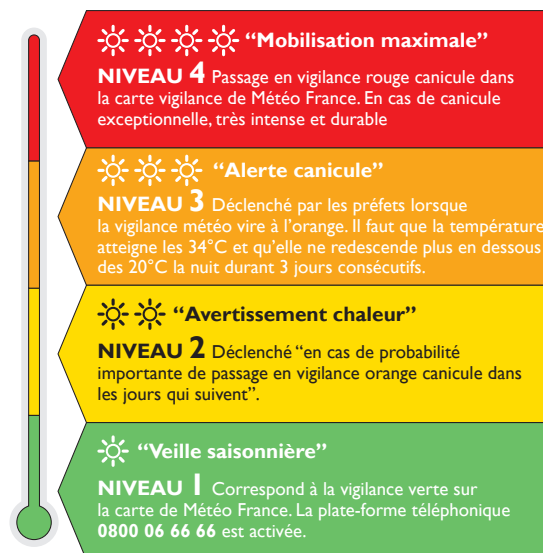 “Mobilisation maximale”
NIVEAU 4 Passage en vigilance rouge canicule dans
la carte vigilance de Météo France. En cas de canicule
exceptionnelle, très intense et durable
“Alerte canicule”
NIVEAU 3 Déclenché par les préfets lorsque
la vigilance météo vire à l’orange. Il faut que la température
atteigne les 34°C et qu’elle ne redescende plus en dessous
des 20°C la nuit durant 3 jours consécutifs.
“Avertissement chaleur”
NIVEAU 2 Déclenché “en cas de probabilité
importante de passage en vigilance orange canicule dans
les jours qui suivent”.
“Veille saisonnière”
NIVEAU 1 Correspond à la vigilance verte sur
la carte de Météo France. La plate-forme téléphonique
0800 06 66 66 est activée.